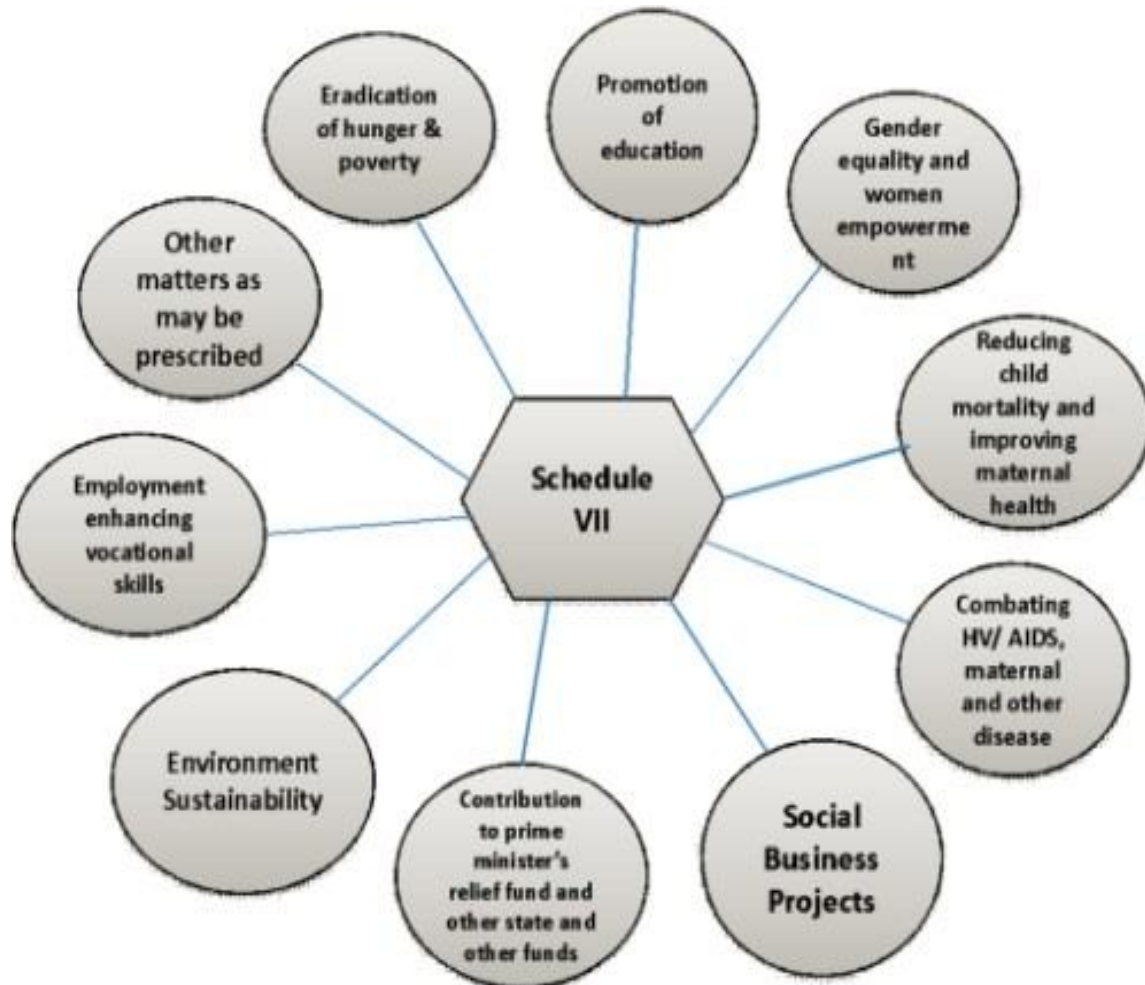 Eradication
of hunger &
poverty
Promotion
of
education
Gender
equality and
women
empowerme
nt
Other
matters as
may be
prescribed
Reducing
child
mortality and
improving
maternal
health
Schedule
VII
Employment
enhancing
vocational
skills
Combating
HV/ AIDS,
maternal
and other
disease
Environment
Sustainability
Contribution
to prime
minister's
relief fund and
other state and
other funds
Social
Business
Projects